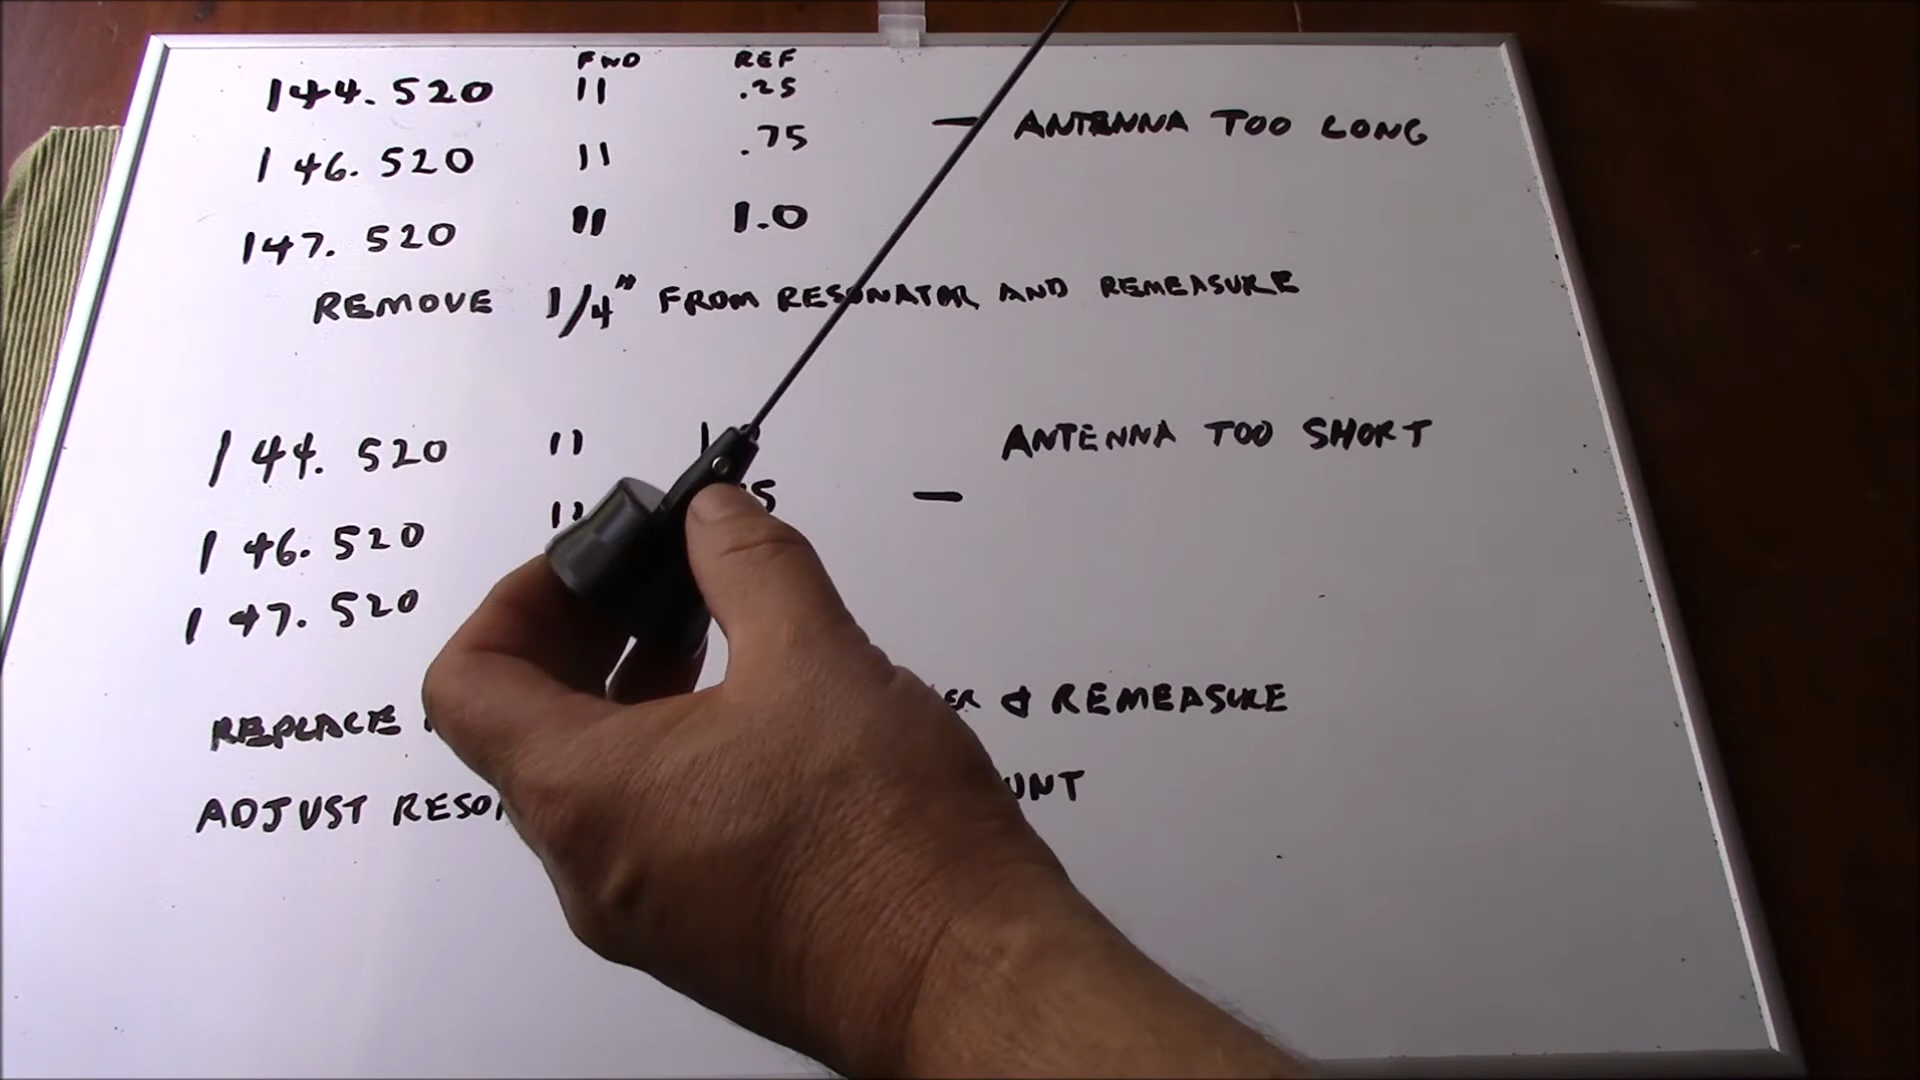 FWD REF
144.520 11 .25
146.520 11 .75 — ANTENNA TOO LONG
147.520 11 1.0
REMOVE 1/4" FROM RESONATOR AND REMEASURE
144.520 11 ANTENNA TOO SHORT
146.520 11 —
147.520
REPLACE & REMEASURE
ADJUST